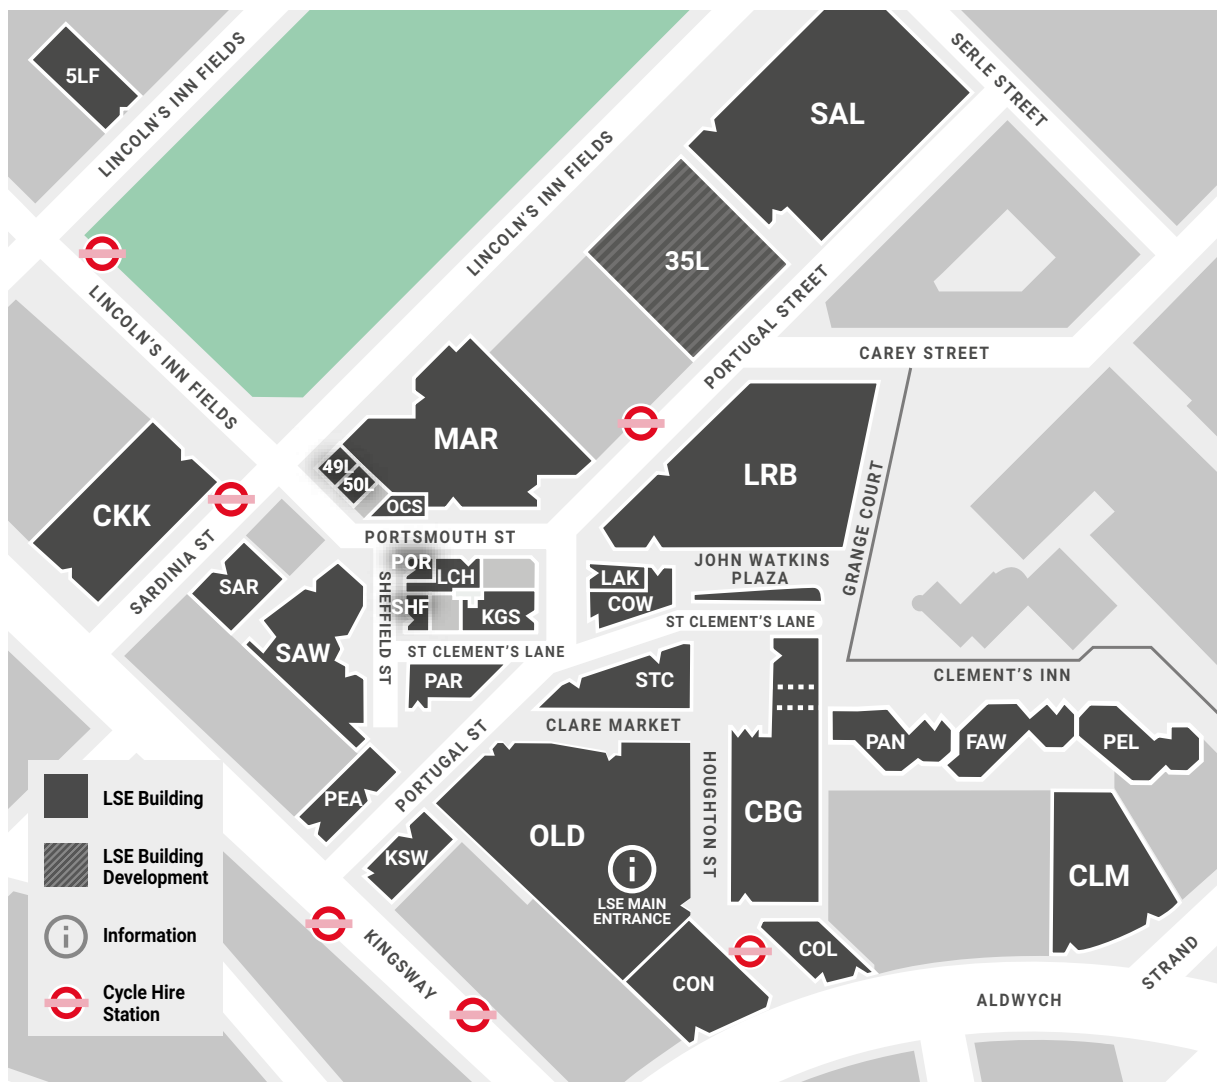 5LF
LINCOLN'S INN FIELDS
SERLE STREET
SAL
LINCOLN'S INN FIELDS
35L
LINCOLN'S INN FIELDS
PORTUGAL STREET
CAREY STREET
MAR
49L
50L
OCS
LRB
GRANGE COURT
CKK
SARDINIA ST
PORTSMOUTH ST
JOHN WATKINS
PLAZA
POR
LCH
SAR
SHEFFIELD ST
SHF
KGS
LAK
COW
ST CLEMENT'S LANE
SAW
ST CLEMENT'S LANE
PAR
STC
CLEMENT'S INN
CLARE MARKET
PAN
FAW
PEL
PORTUGAL ST
HOUGHTON ST
PEA
KSW
OLD
CBG
CLM
LSE MAIN
ENTRANCE
KINGSWAY
CON
COL
STRAND
ALDWYCH
LSE Building
LSE Building
Development
Information
Cycle Hire
Station